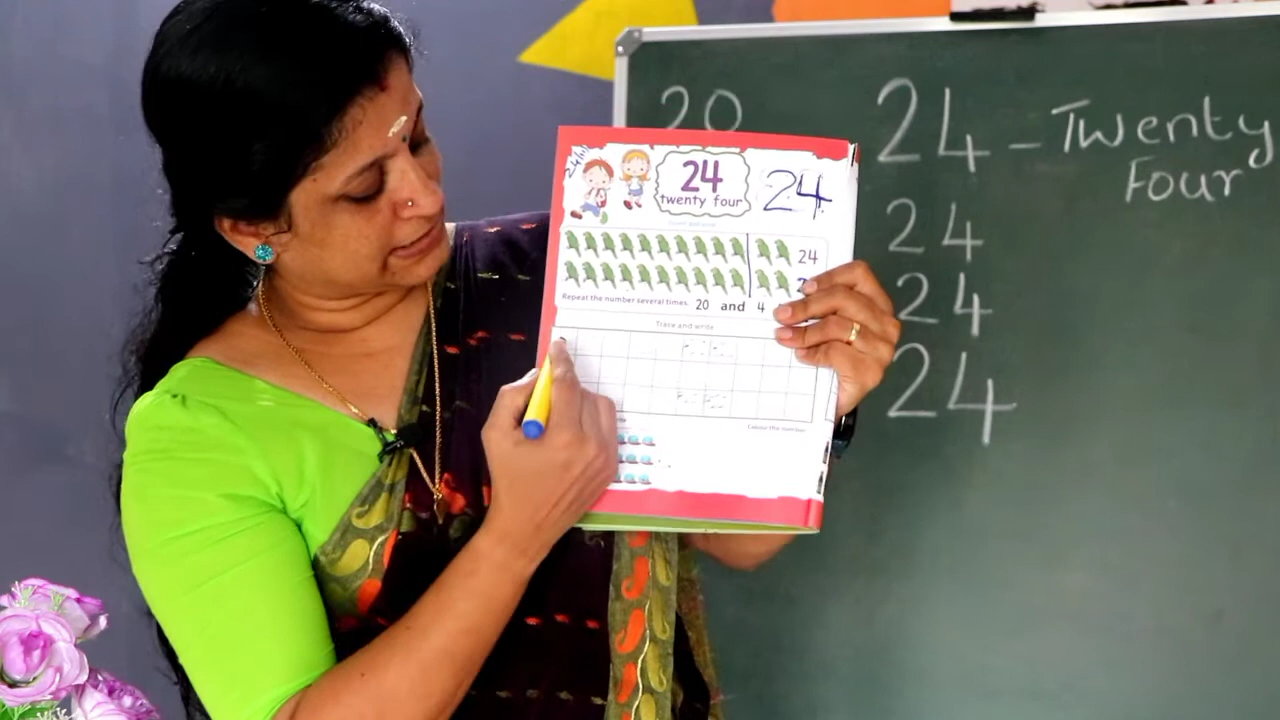 20
24 - Twenty
Four
24
24
24
24
twenty four
24
24
Repeat the number several times. 20 and 4
Trace and write
Colour the number